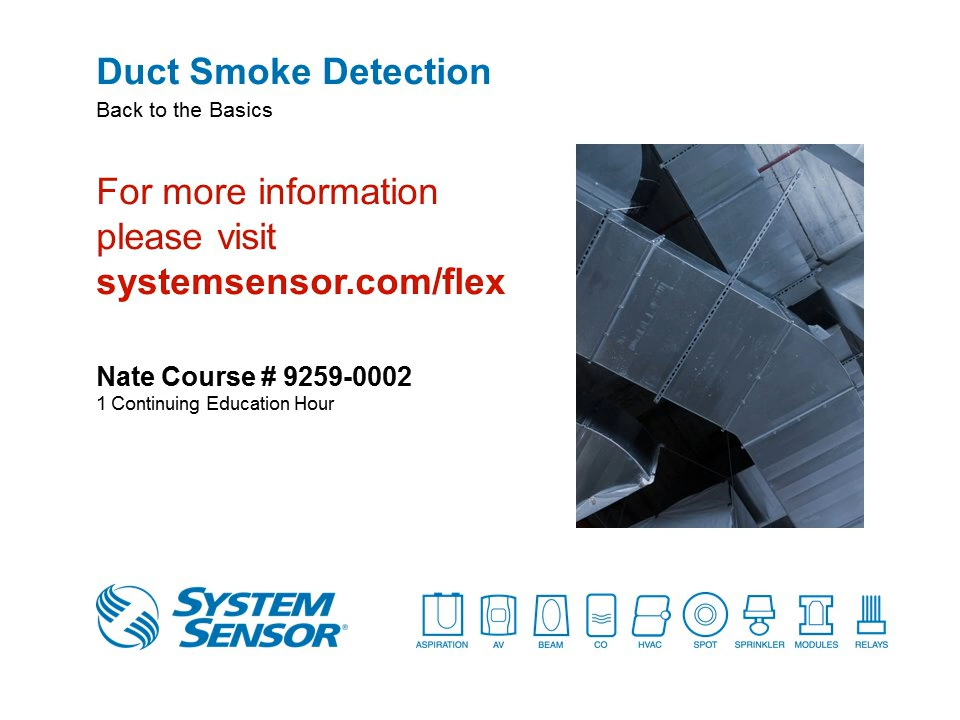 Duct Smoke Detection
Back to the Basics
For more information
please visit
systemsensor.com/flex
Nate Course # 9259-0002
1 Continuing Education Hour
SYSTEM
SENSOR®
ASPIRATION AV BEAM CO HVAC SPOT SPRINKLER MODULES RELAYS